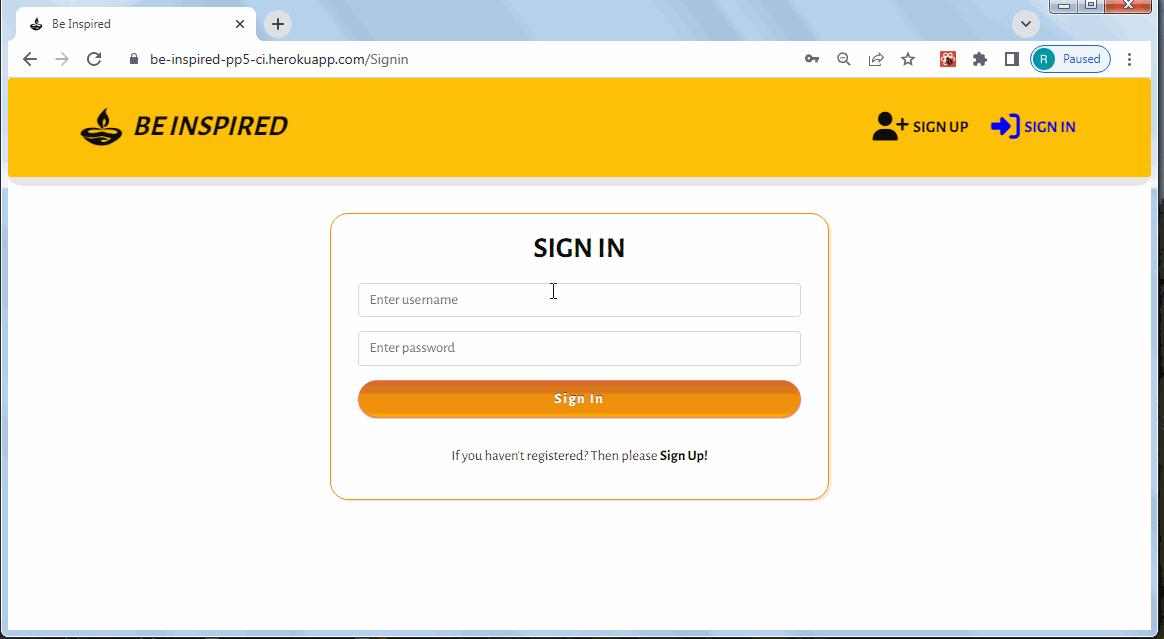 Be Inspired
be-inspired-pp5-ci.herokuapp.com/Signin
R Paused
BE INSPIRED
SIGN UP
SIGN IN
SIGN IN
Enter username
Enter password
Sign In
If you haven't registered? Then please Sign Up!